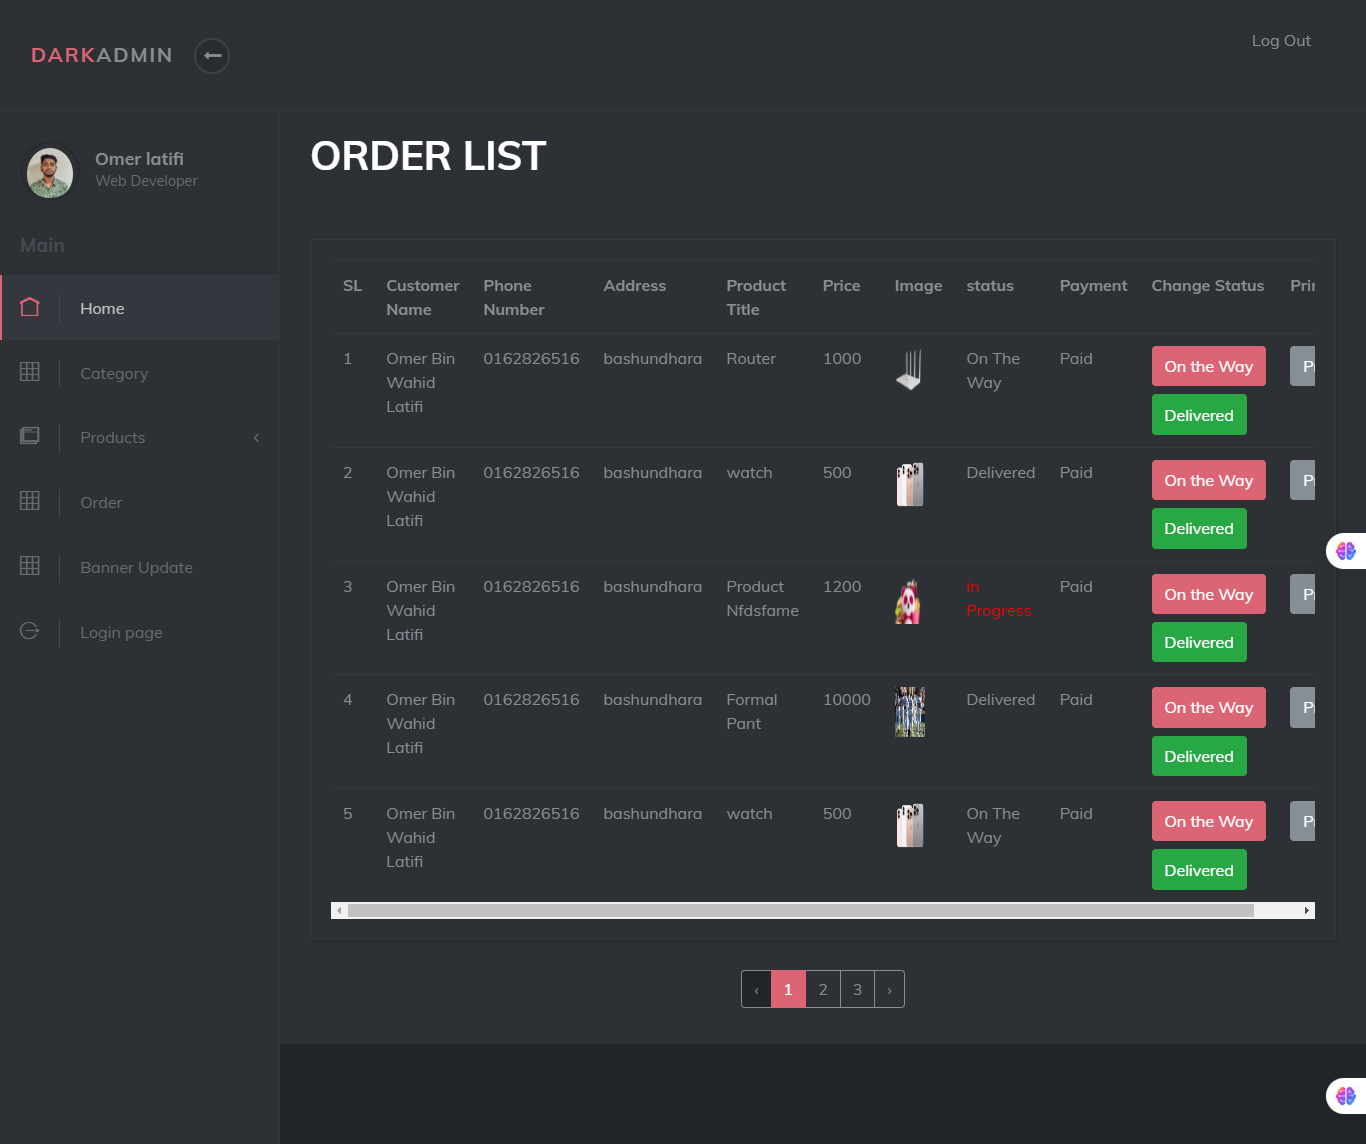 DARKADMIN
Log Out
Omer latifi
Web Developer
Main
Home
Category
Products
Order
Banner Update
Login page
ORDER LIST
SL Customer Name Phone Number Address Product Title Price Image status Payment Change Status
1 Omer Bin Wahid Latifi 0162826516 bashundhara Router 1000 On The Way Paid On the Way
Delivered
2 Omer Bin Wahid Latifi 0162826516 bashundhara watch 500 Delivered Paid On the Way
Delivered
3 Omer Bin Wahid Latifi 0162826516 bashundhara Product Nfdsfame 1200 in Progress Paid On the Way
Delivered
4 Omer Bin Wahid Latifi 0162826516 bashundhara Formal Pant 10000 Delivered Paid On the Way
Delivered
5 Omer Bin Wahid Latifi 0162826516 bashundhara watch 500 On The Way Paid On the Way
Delivered
‹ 1 2 3 ›